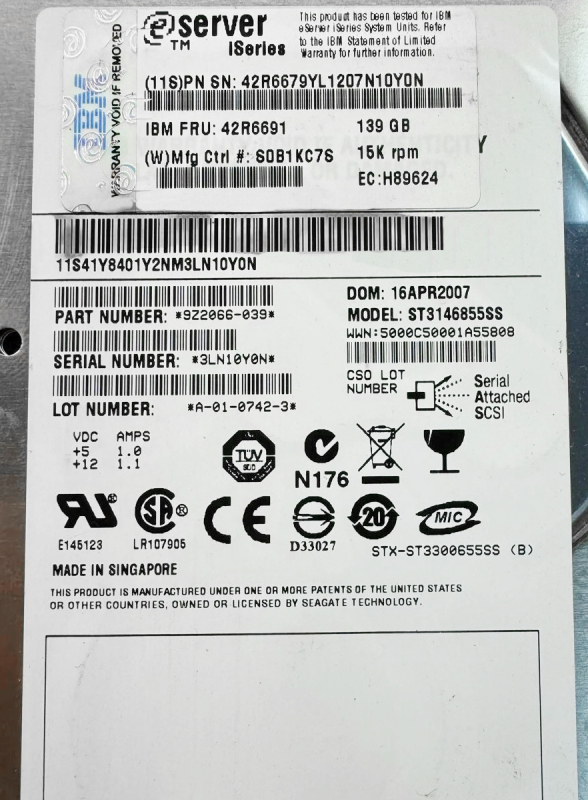 eserver
TM
iSeries
This product has been tested for IBM
eServer iSeries System Units. Refer
to the IBM Statement of Limited
Warranty for further information.
IBM
WARRANTY VOID IF REMOVED
(11S)PN SN: 42R6679YL1207N10Y0N
IBM FRU: 42R6691
139 GB
(W)Mfg Ctrl #: S0B1KC7S
15K rpm
EC:H89624
11S41Y8401Y2NM3LN10Y0N
PART NUMBER: *9Z2066-039*
DOM: 16APR2007
MODEL: ST3146855SS
WWN:5000C50001A55808
SERIAL NUMBER: *3LN10Y0N*
CSO LOT
NUMBER
Serial
Attached
SCSI
LOT NUMBER: *A-01-0742-3*
VDC AMPS
+5 1.0
+12 1.1
TÜV
N176
E145123
SA
LR107905
CE
D33027
20
MIC
STX-ST3300655SS (B)
MADE IN SINGAPORE
THIS PRODUCT IS MANUFACTURED UNDER ONE OR MORE PATENTS OF THE UNITED STATES
OR OTHER COUNTRIES, OWNED OR LICENSED BY SEAGATE TECHNOLOGY.